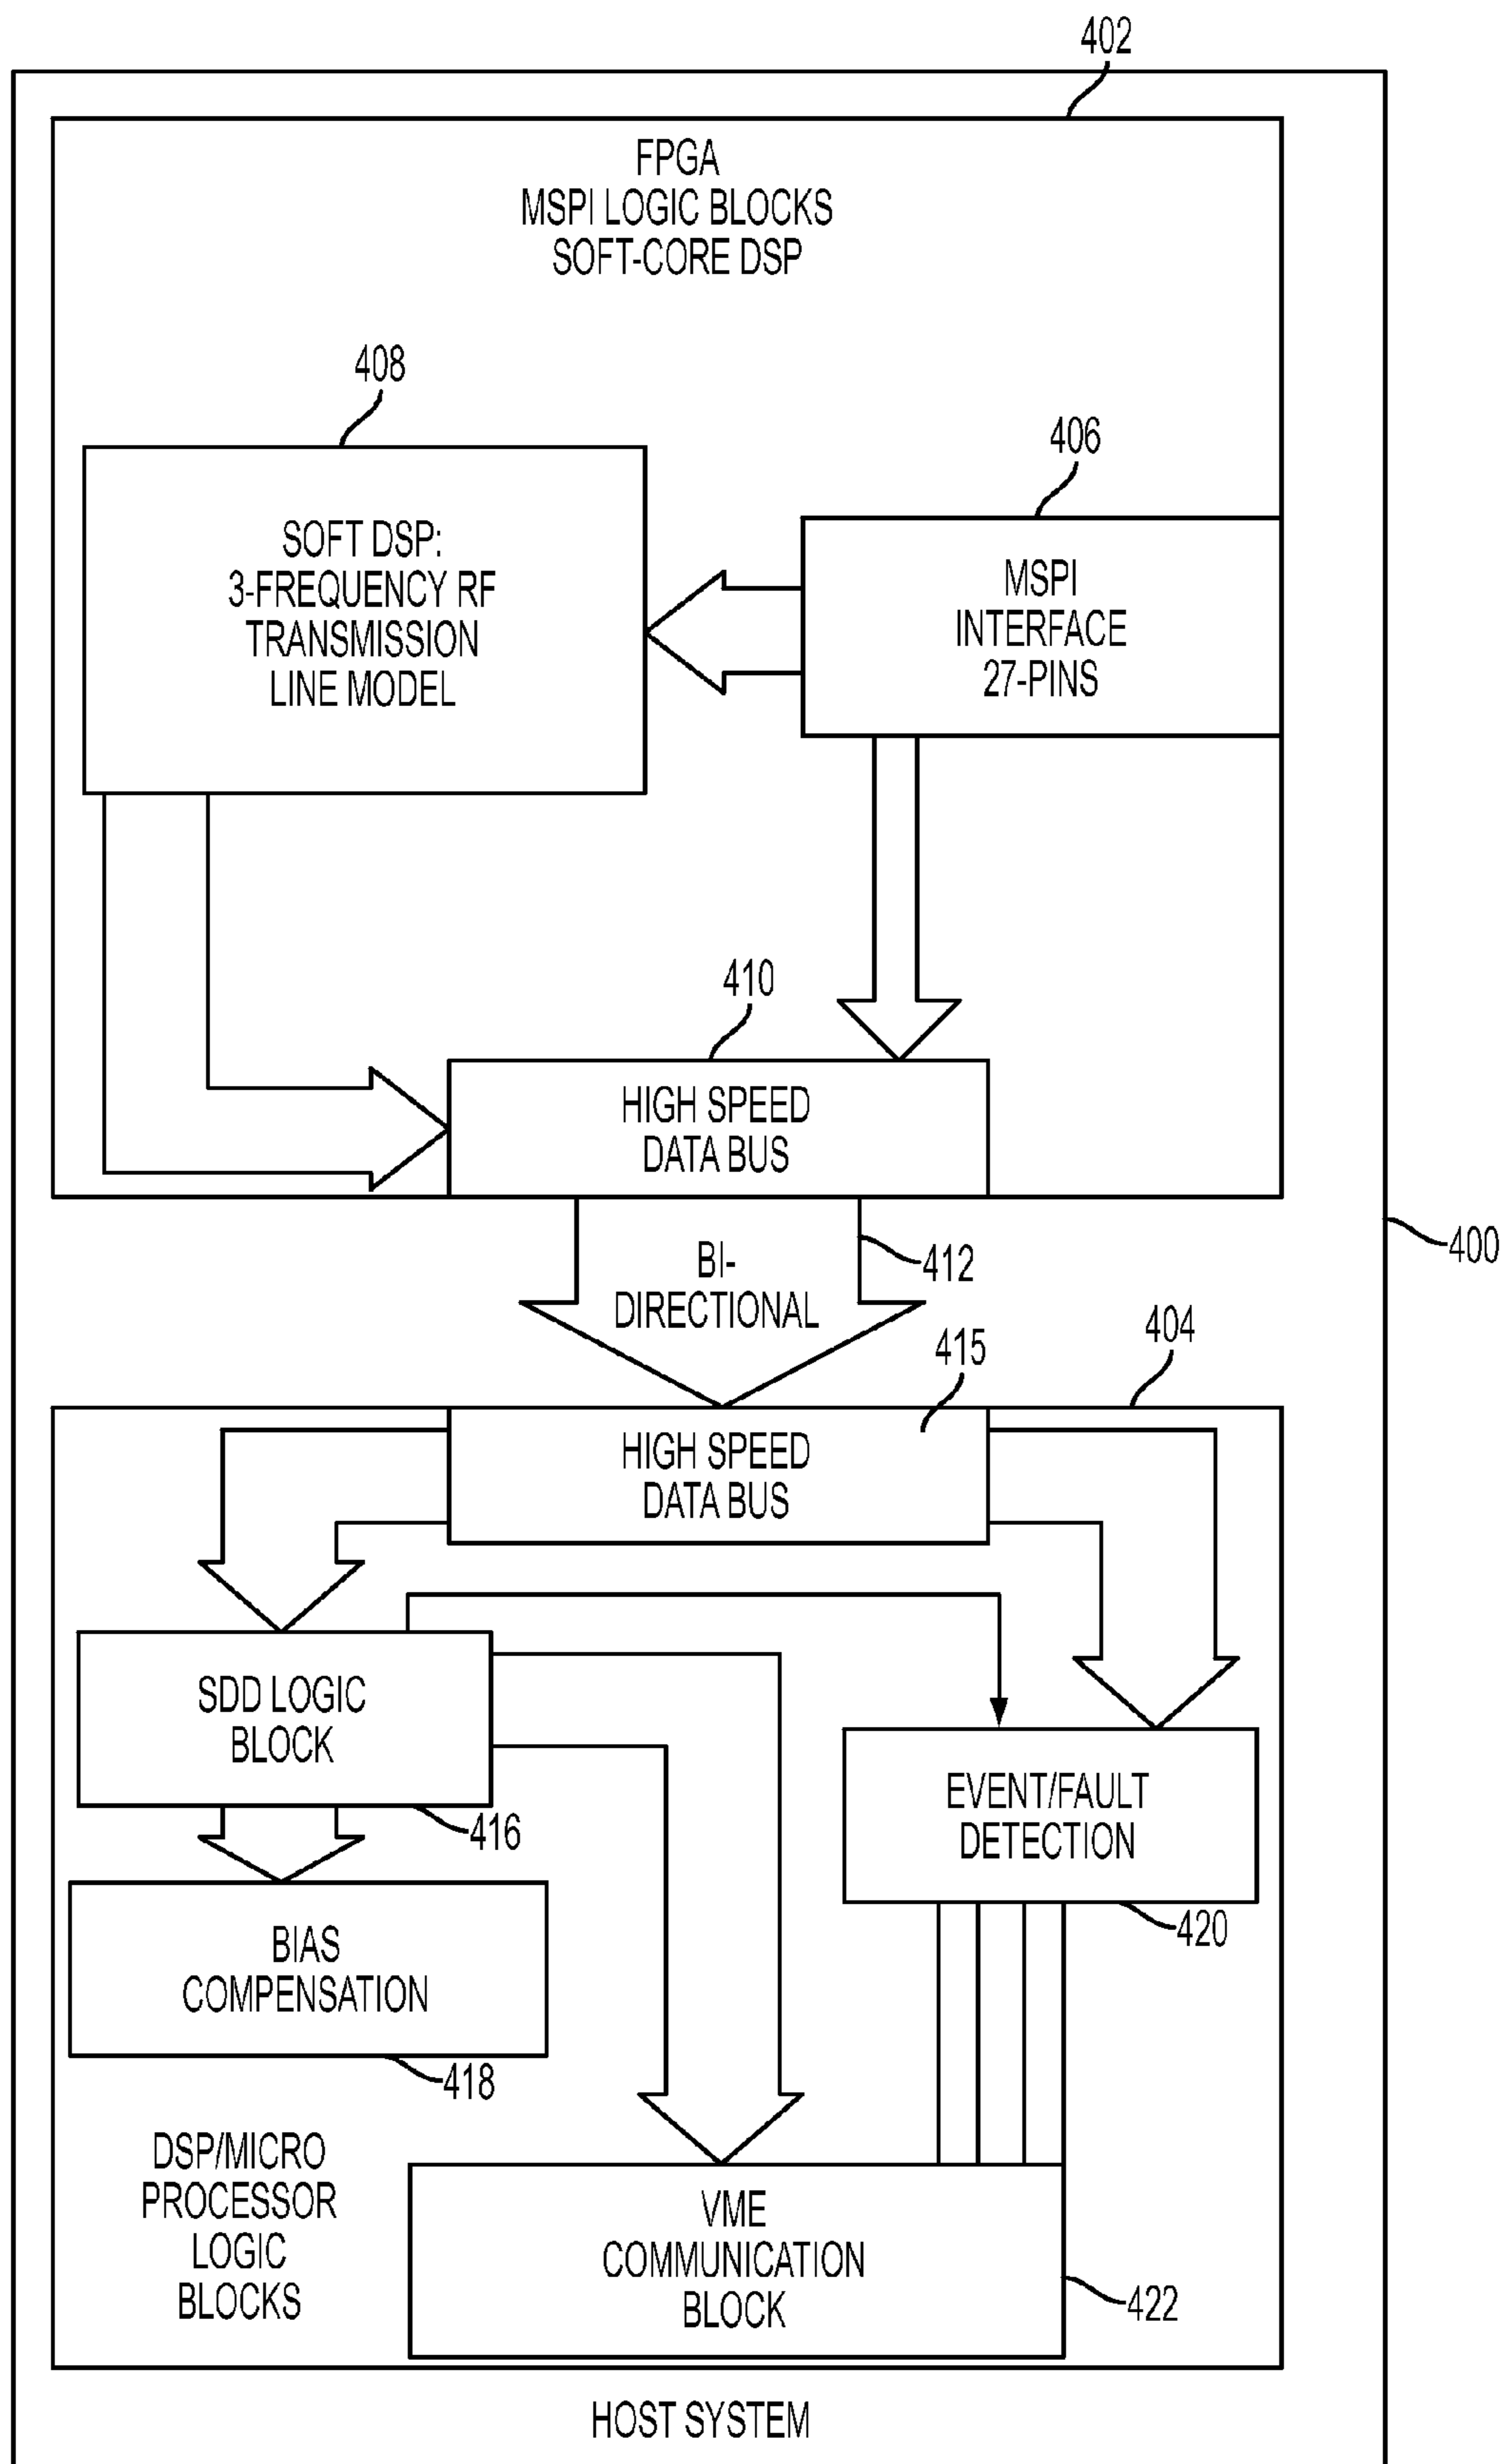 402
FPGA
MSPI LOGIC BLOCKS
SOFT-CORE DSP
408
406
SOFT DSP:
3-FREQUENCY RF
TRANSMISSION
LINE MODEL
MSPI
INTERFACE
27-PINS
410
HIGH SPEED
DATA BUS
400
BI-
DIRECTIONAL
412
404
415
HIGH SPEED
DATA BUS
SDD LOGIC
BLOCK
416
EVENT/FAULT
DETECTION
420
BIAS
COMPENSATION
418
DSP/MICRO
PROCESSOR
LOGIC
BLOCKS
VME
COMMUNICATION
BLOCK
422
HOST SYSTEM